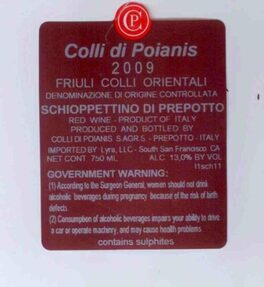 CP
Colli di Poianis
2009
FRIULI COLLI ORIENTALI
DENOMINAZIONE DI ORIGINE CONTROLLATA
SCHIOPPETTINO DI PREPOTTO
RED WINE - PRODUCT OF ITALY
PRODUCED AND BOTTLED BY
COLLI DI POIANIS S.AGR.S - PREPOTTO - ITALY
IMPORTED BY Lyra, LLC - South San Francisco CA
NET CONT. 750 ML. ALC 13,0% BY VOL
l1sch11
GOVERNMENT WARNING:
(1) According to the Surgeon General, women should not drink
alcoholic beverages during pregnancy because of the risk of birth
defects.
(2) Consumption of alcoholic beverages impairs your ability to drive
a car or operate machinery, and may cause health problems
contains sulphites